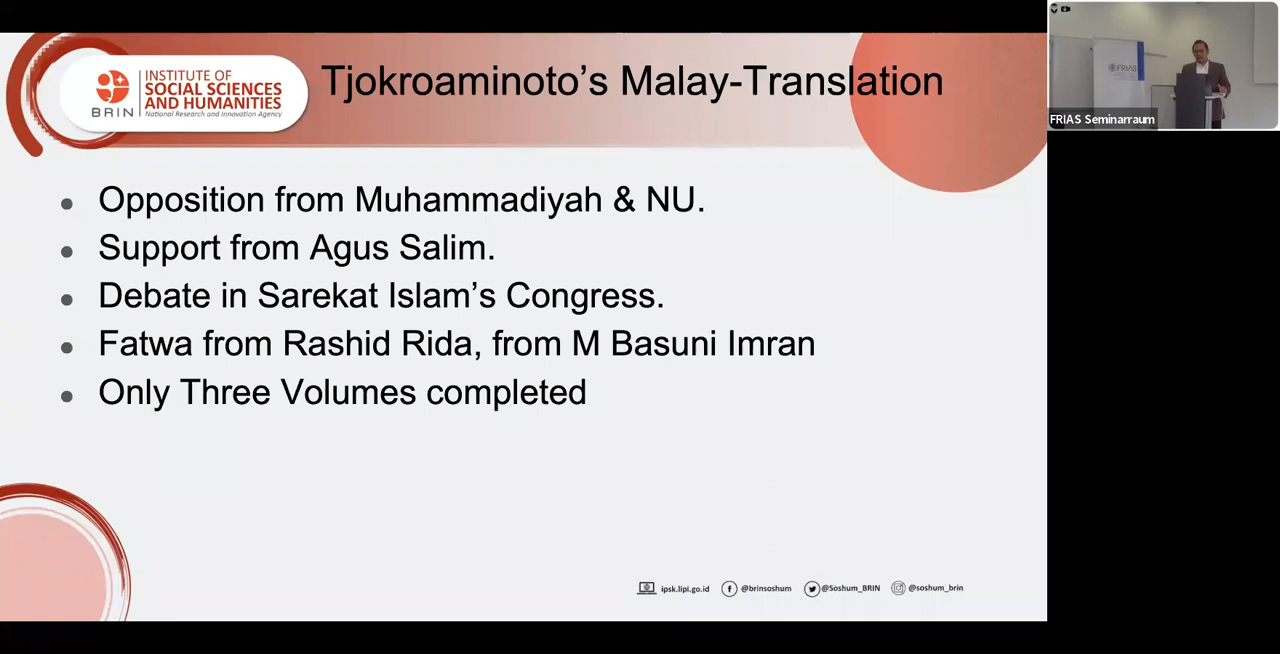 INSTITUTE OF
SOCIAL SCIENCES
AND HUMANITIES
BRIN
National Research and Innovation Agency
Tjokroaminoto's Malay-Translation
FRIAS
FRIAS Seminarraum
• Opposition from Muhammadiyah & NU.
• Support from Agus Salim.
• Debate in Sarekat Islam's Congress.
• Fatwa from Rashid Rida, from M Basuni Imran
• Only Three Volumes completed
ipsk.lipi.go.id @brinsoshum @Soshum_BRIN @soshum_brin